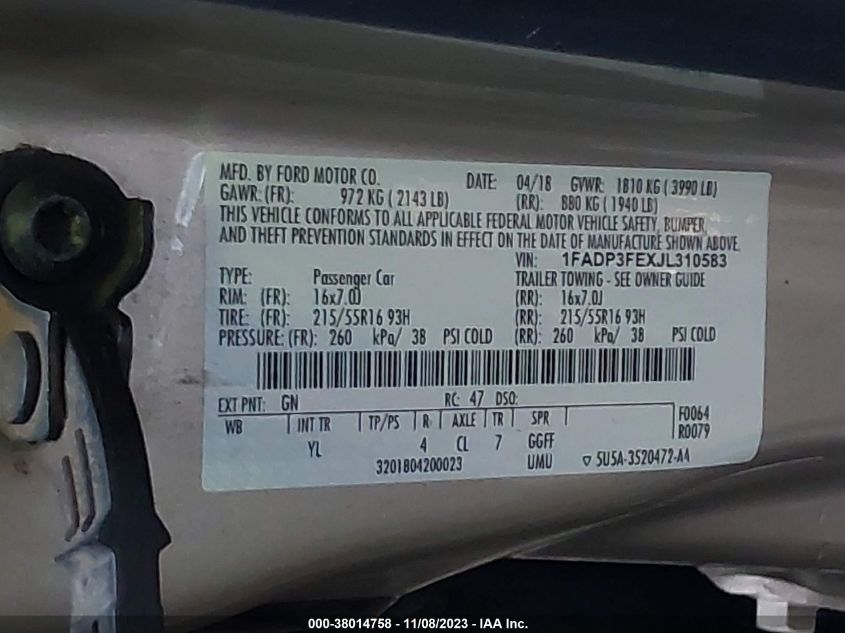 MFD. BY FORD MOTOR CO. DATE: 04/18 GVWR: 1810 KG ( 3990 LB)
GAWR: (FR): 972 KG ( 2143 LB) (RR): 880 KG ( 1940 LB)
THIS VEHICLE CONFORMS TO ALL APPLICABLE FEDERAL MOTOR VEHICLE SAFETY, BUMPER,
AND THEFT PREVENTION STANDARDS IN EFFECT ON THE DATE OF MANUFACTURE SHOWN ABOVE.
VIN: 1FADP3FEXJL310583
TYPE: Passenger Car TRAILER TOWING - SEE OWNER GUIDE
RIM: (FR): 16x7.0J (RR): 16x7.0J
TIRE: (FR): 215/55R16 93H (RR): 215/55R16 93H
PRESSURE: (FR): 260 kPa/ 38 PSI COLD (RR): 260 kPa/ 38 PSI COLD
EXT PNT: GN RC: 47 DSO:
WB INT TR TP/PS R AXLE TR SPR F0064
YL 4 CL 7 GGFF R0079
3201804200023 UMU ▽ 5U5A-3520472-AA
000-38014758 - 11/08/2023 - IAA Inc.